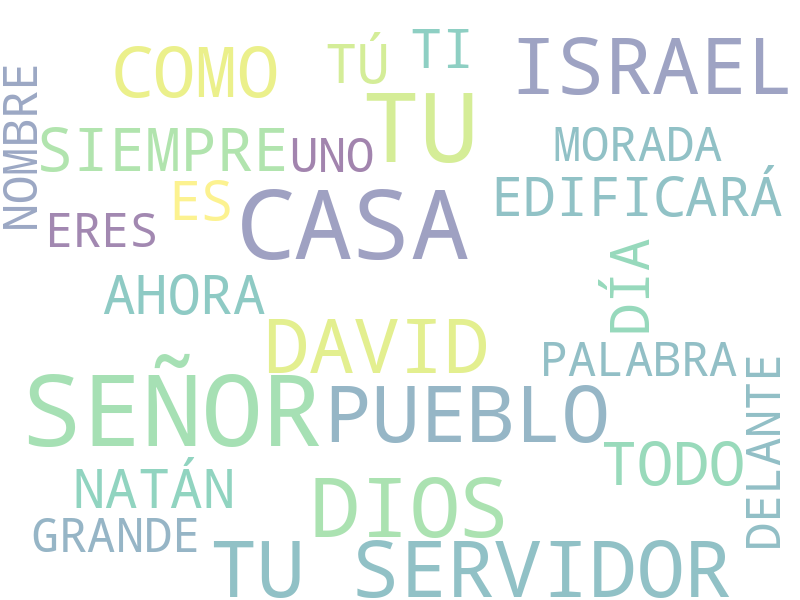 TI
TÚ
ISRAEL
COMO
TU
NOMBRE
SIEMPRE
UNO
MORADA
ES
EDIFICARÁ
CASA
ERES
DÍA
AHORA
DAVID
PALABRA
SEÑOR
PUEBLO
DELANTE
TODO
NATÁN
DIOS
GRANDE
TU SERVIDOR